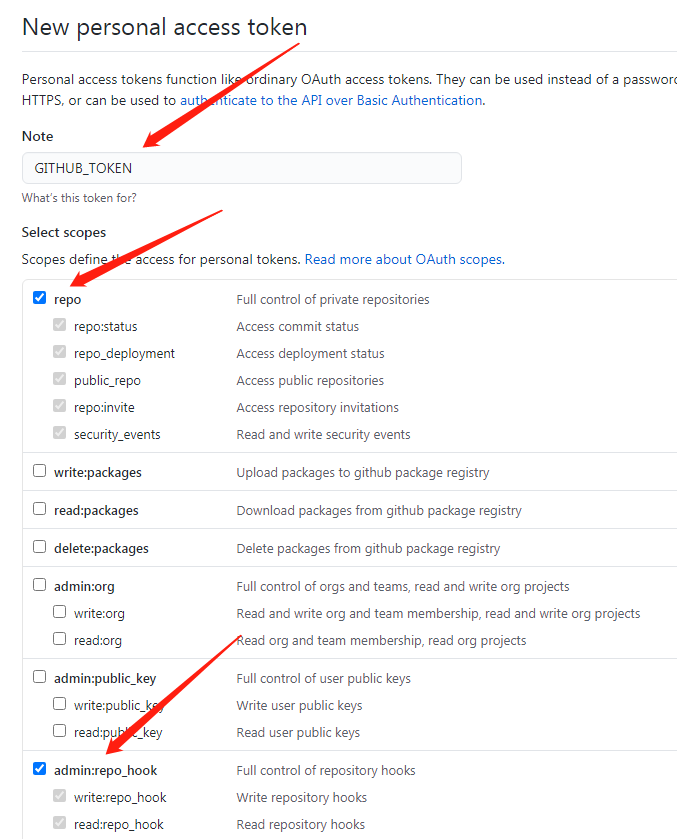 New personal access token
Personal access tokens function like ordinary OAuth access tokens. They can be used instead of a password
HTTPS, or can be used to authenticate to the API over Basic Authentication.
Note
GITHUB_TOKEN
What's this token for?
Select scopes
Scopes define the access for personal tokens. Read more about OAuth scopes.
repo Full control of private repositories
repo:status Access commit status
repo_deployment Access deployment status
public_repo Access public repositories
repo:invite Access repository invitations
security_events Read and write security events
write:packages Upload packages to github package registry
read:packages Download packages from github package registry
delete:packages Delete packages from github package registry
admin:org Full control of orgs and teams, read and write org projects
write:org Read and write org and team membership, read and write org projects
read:org Read org and team membership, read org projects
admin:public_key Full control of user public keys
write:public_key Write user public keys
read:public_key Read user public keys
admin:repo_hook Full control of repository hooks
write:repo_hook Write repository hooks
read:repo_hook Read repository hooks